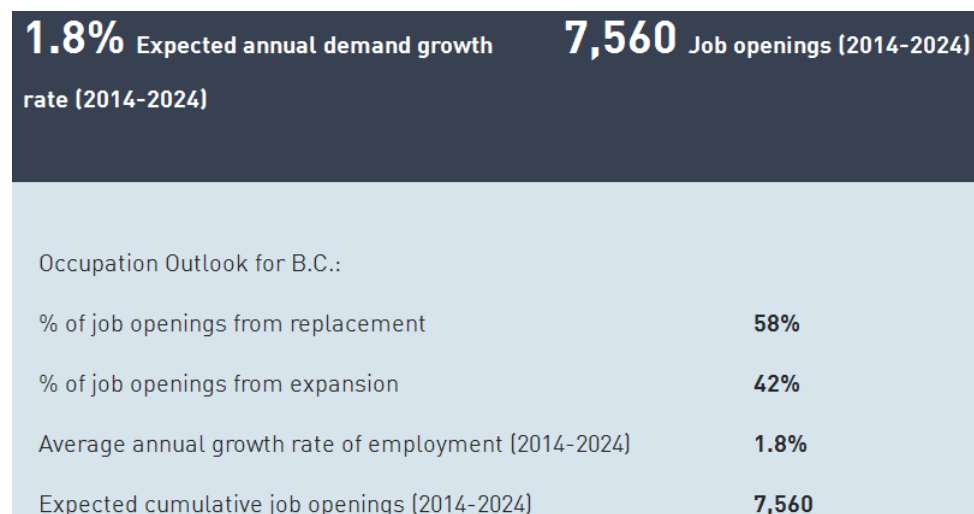 1.8% Expected annual demand growth 7,560 Job openings (2014-2024)
rate (2014-2024)
Occupation Outlook for B.C.:
% of job openings from replacement 58%
% of job openings from expansion 42%
Average annual growth rate of employment (2014-2024) 1.8%
Expected cumulative job openings (2014-2024) 7,560